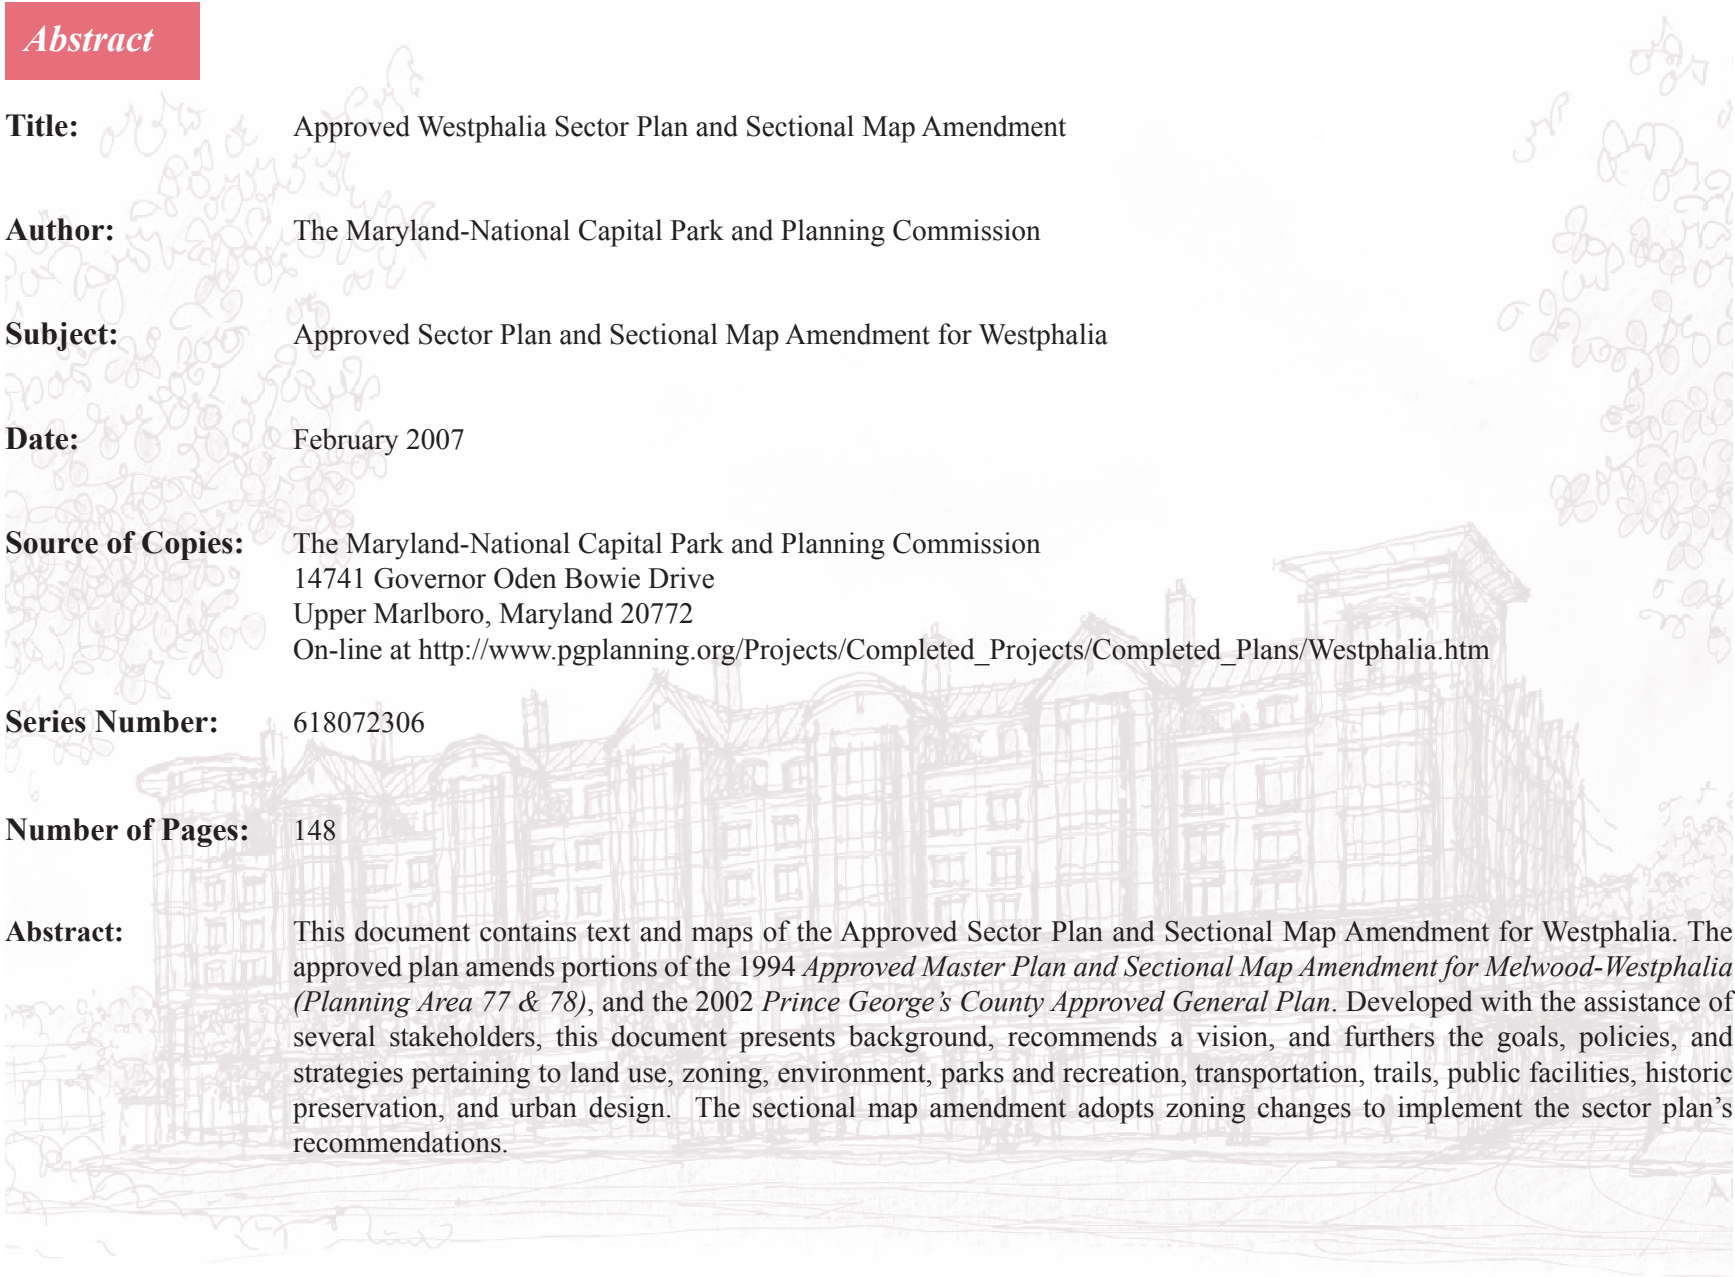 Abstract
Title: Approved Westphalia Sector Plan and Sectional Map Amendment
Author: The Maryland-National Capital Park and Planning Commission
Subject: Approved Sector Plan and Sectional Map Amendment for Westphalia
Date: February 2007
Source of Copies: The Maryland-National Capital Park and Planning Commission
14741 Governor Oden Bowie Drive
Upper Marlboro, Maryland 20772
On-line at http://www.pgplanning.org/Projects/Completed_Projects/Completed_Plans/Westphalia.htm
Series Number: 618072306
Number of Pages: 148
Abstract: This document contains text and maps of the Approved Sector Plan and Sectional Map Amendment for Westphalia. The
approved plan amends portions of the 1994 Approved Master Plan and Sectional Map Amendment for Melwood-Westphalia
(Planning Area 77 & 78), and the 2002 Prince George’s County Approved General Plan. Developed with the assistance of
several stakeholders, this document presents background, recommends a vision, and furthers the goals, policies, and
strategies pertaining to land use, zoning, environment, parks and recreation, transportation, trails, public facilities, historic
preservation, and urban design. The sectional map amendment adopts zoning changes to implement the sector plan’s
recommendations.